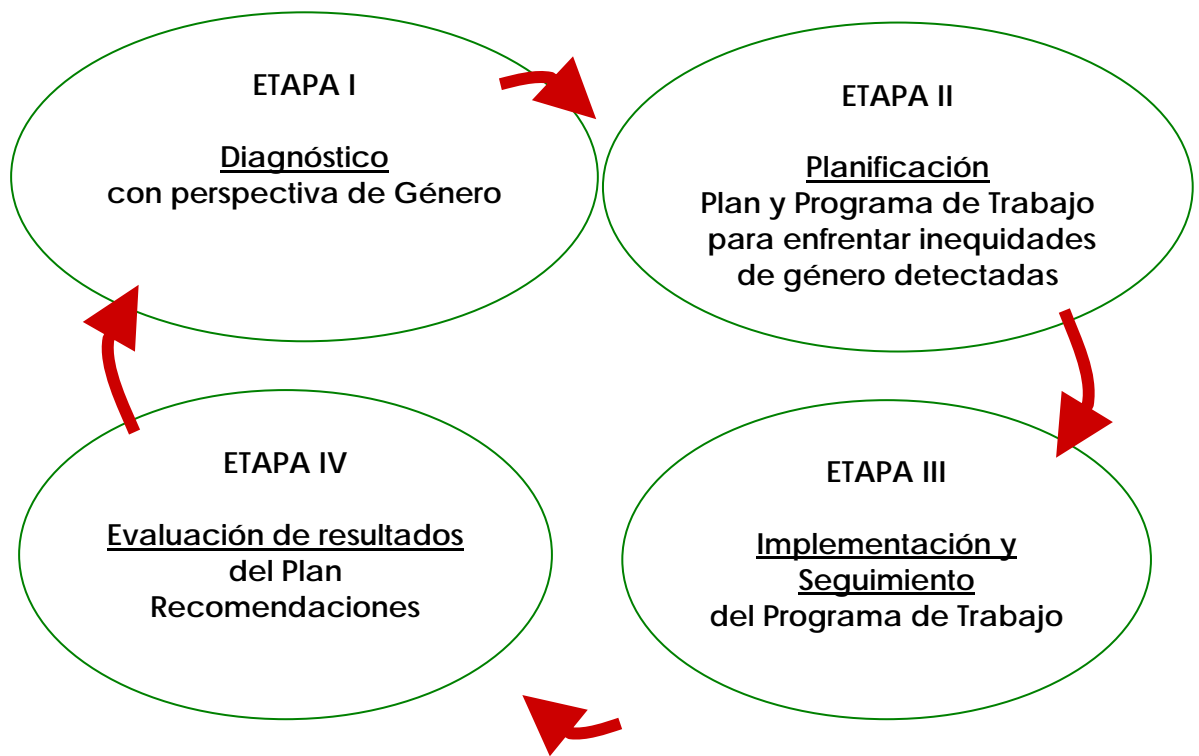 ETAPA I
Diagnóstico
con perspectiva de Género
ETAPA II
Planificación
Plan y Programa de Trabajo
para enfrentar inequidades
de género detectadas
ETAPA III
Implementación y
Seguimiento
del Programa de Trabajo
ETAPA IV
Evaluación de resultados
del Plan
Recomendaciones